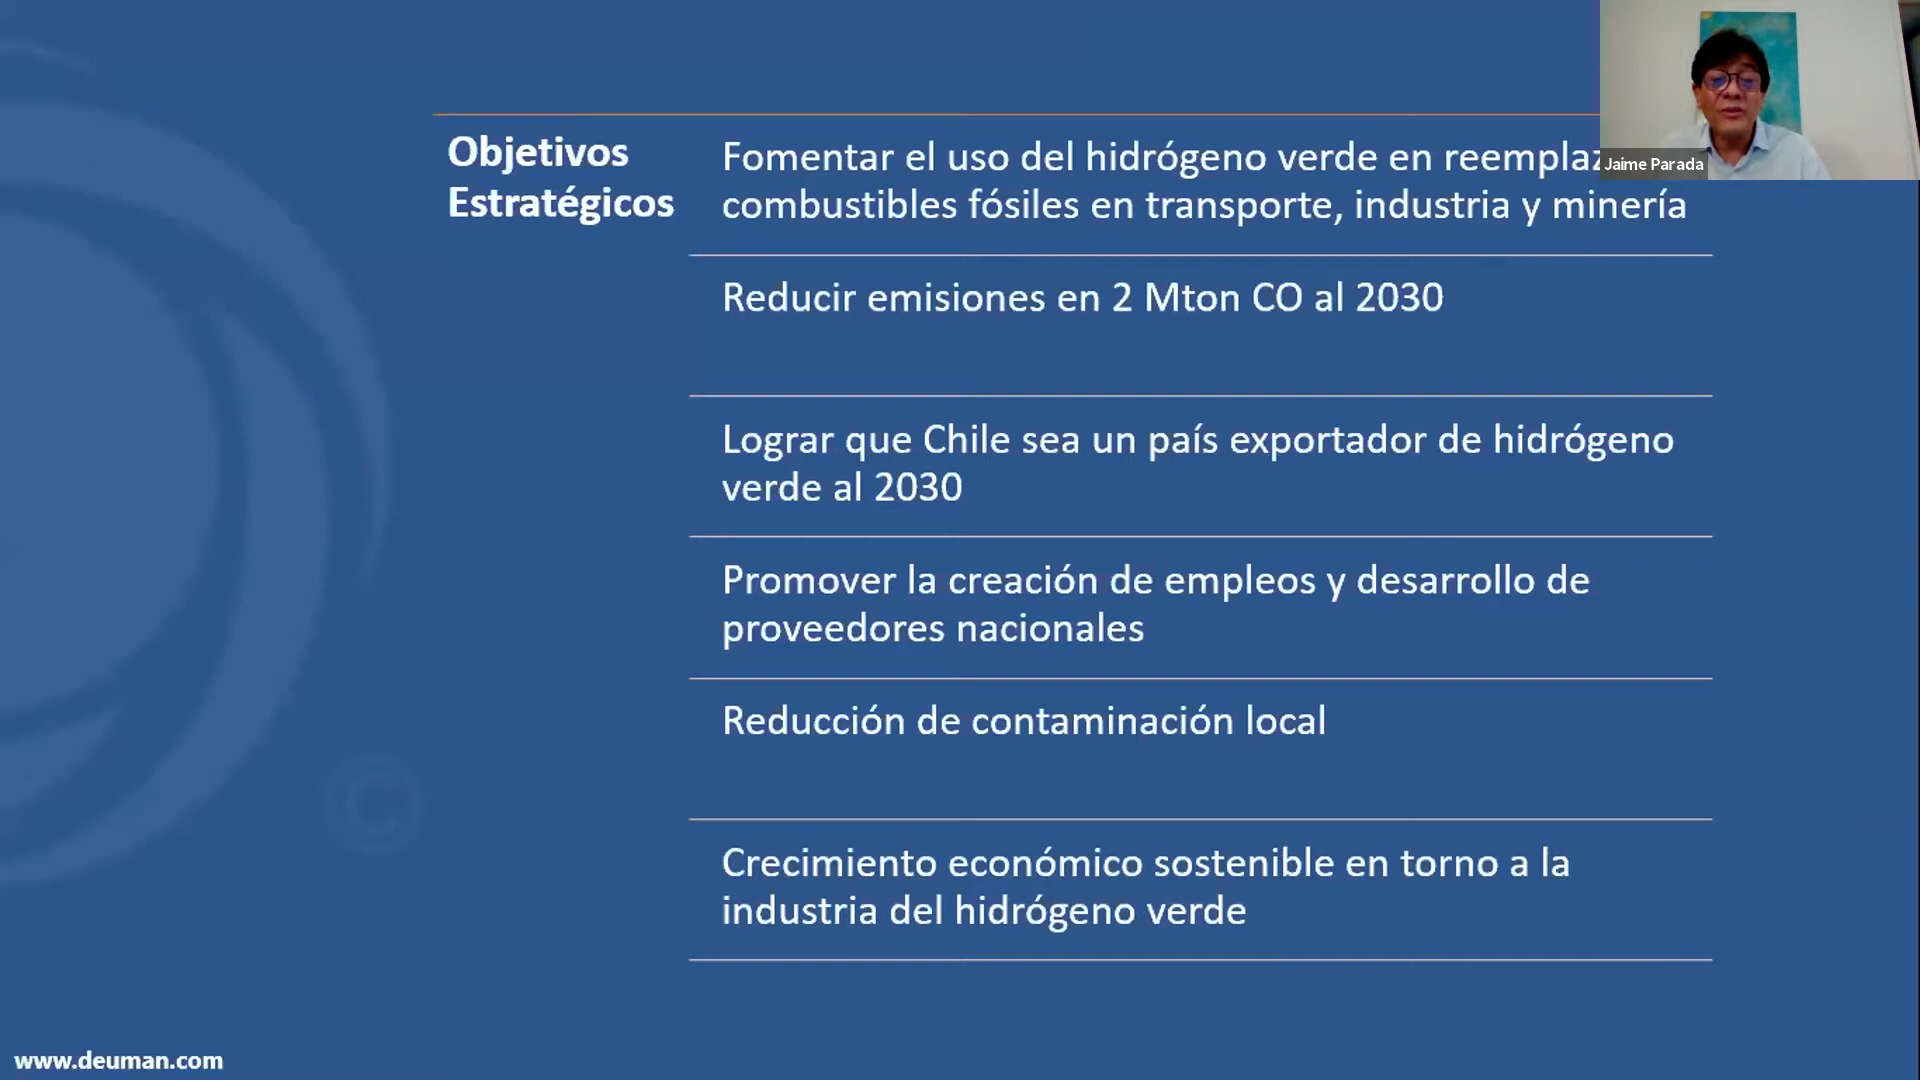 Objetivos
Estratégicos
Fomentar el uso del hidrógeno verde en
combustibles fósiles en transporte, industria y minería
Reducir emisiones en 2 Mton CO al 2030
Lograr que Chile sea un país exportador de hidrógeno
verde al 2030
Promover la creación de empleos y desarrollo de
proveedores nacionales
Reducción de contaminación local
Crecimiento económico sostenible en torno a la
industria del hidrógeno verde
Jaime Parada
©
www.deuman.com